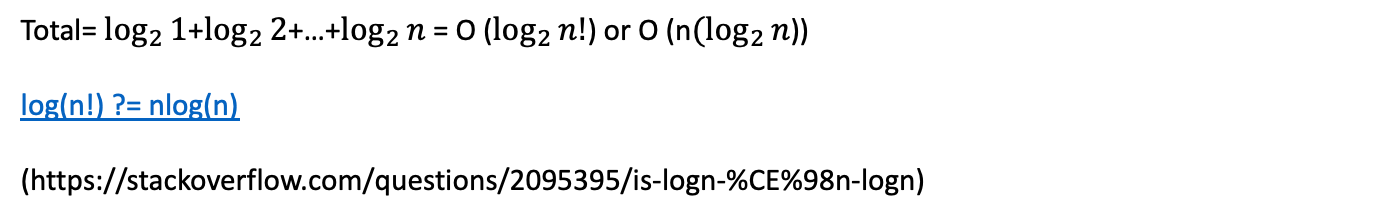 Total= log₂ 1+log₂ 2+...+log₂ 𝑛 = O (log₂ 𝑛!) or O (n(log₂ 𝑛))
log(n!) ?= nlog(n)
(https://stackoverflow.com/questions/2095395/is-logn-%CE%98n-logn)